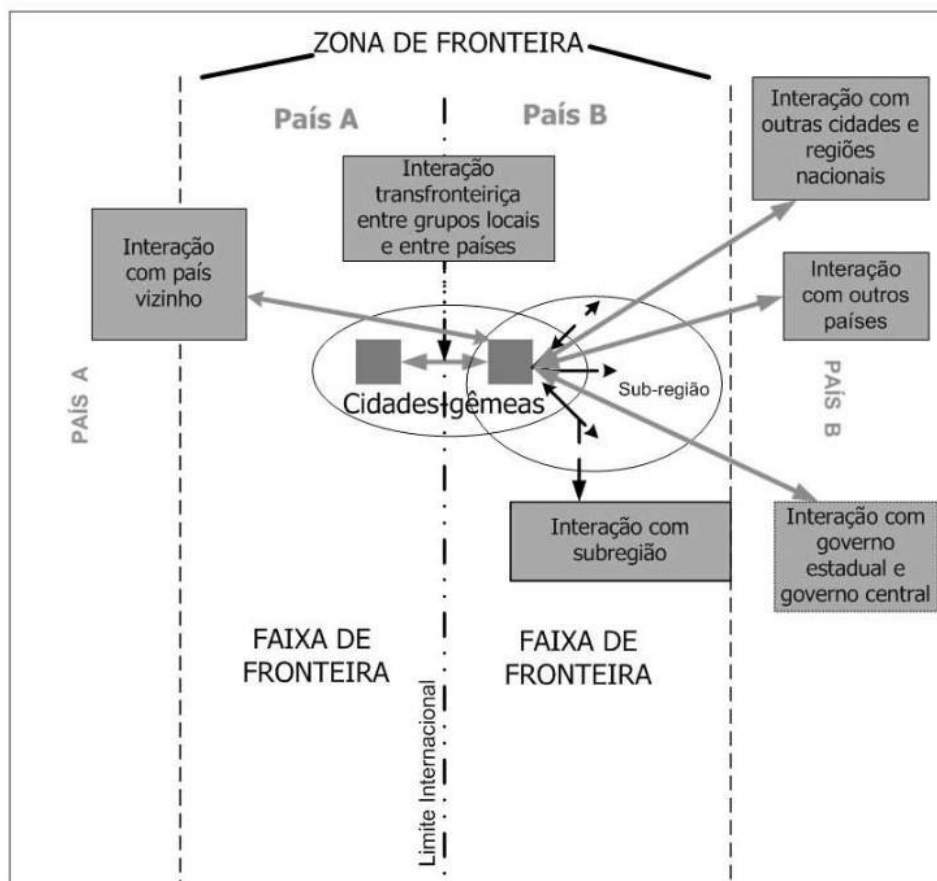 ZONA DE FRONTEIRA
País A
País B
Interação com
outras cidades e
regiões
nacionais
Interação
transfronteiriça
entre grupos locais
e entre países
Interação
com país
vizinho
Interação
com outros
países
PAÍS A
Cidades-gêmeas
Sub-região
PAÍS B
Interação com
subregião
Interação com
governo
estadual e
governo central
FAIXA DE
FRONTEIRA
FAIXA DE
FRONTEIRA
Limite Internacional